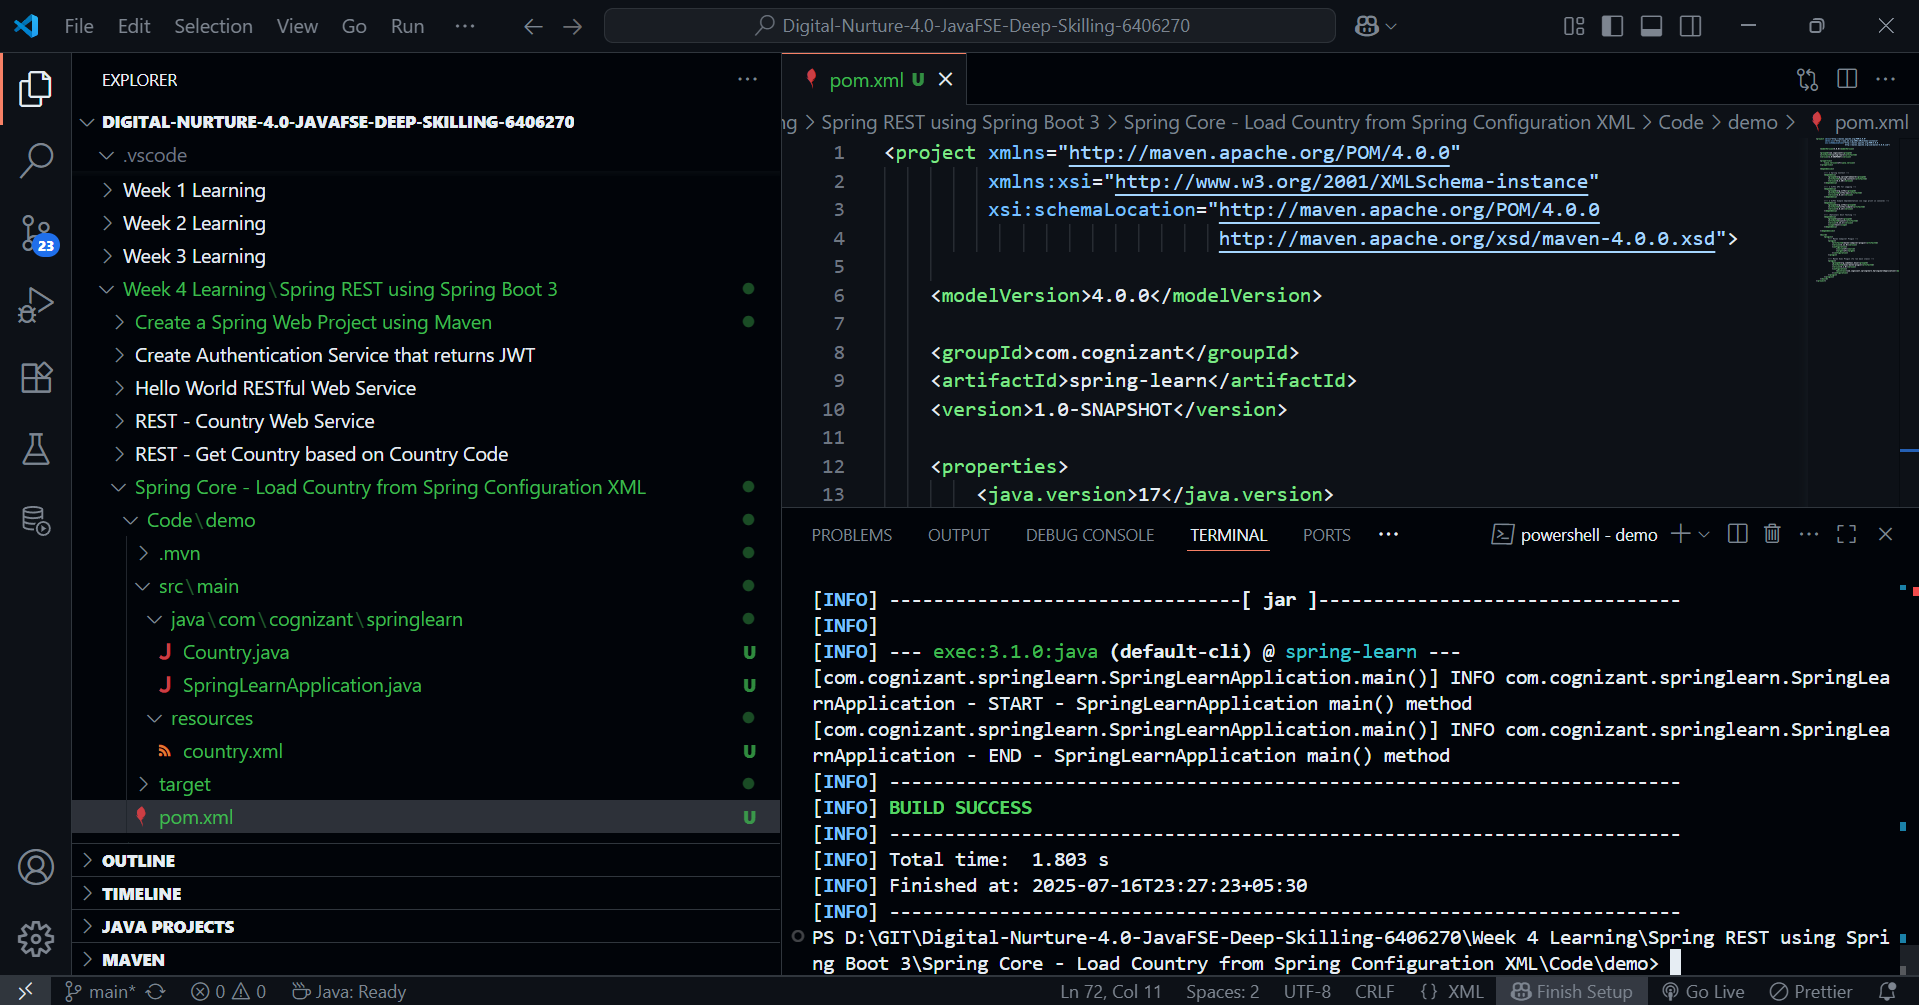 File Edit Selection View Go Run ··· Digital-Nurture-4.0-JavaFSE-Deep-Skilling-6406270
EXPLORER
DIGITAL-NURTURE-4.0-JAVAFSE-DEEP-SKILLING-6406270
.vscode
Week 1 Learning
Week 2 Learning
Week 3 Learning
23
Week 4 Learning\Spring REST using Spring Boot 3
Create a Spring Web Project using Maven
Create Authentication Service that returns JWT
Hello World RESTful Web Service
REST - Country Web Service
REST - Get Country based on Country Code
Spring Core - Load Country from Spring Configuration XML
Code\demo
.mvn
src\main
java\com\cognizant\springlearn
Country.java U
SpringLearnApplication.java U
resources
country.xml U
target
pom.xml U
OUTLINE
TIMELINE
JAVA PROJECTS
MAVEN
pom.xml U
ng > Spring REST using Spring Boot 3 > Spring Core - Load Country from Spring Configuration XML > Code > demo > pom.xml
1 <project xmlns="http://maven.apache.org/POM/4.0.0"
2 xmlns:xsi="http://www.w3.org/2001/XMLSchema-instance"
3 xsi:schemaLocation="http://maven.apache.org/POM/4.0.0
4 http://maven.apache.org/xsd/maven-4.0.0.xsd">
5
6 <modelVersion>4.0.0</modelVersion>
7
8 <groupId>com.cognizant</groupId>
9 <artifactId>spring-learn</artifactId>
10 <version>1.0-SNAPSHOT</version>
11
12 <properties>
13 <java.version>17</java.version>
PROBLEMS OUTPUT DEBUG CONSOLE TERMINAL PORTS ··· powershell - demo
[INFO] --------------------------------[ jar ]---------------------------------
[INFO]
[INFO] --- exec:3.1.0:java (default-cli) @ spring-learn ---
[com.cognizant.springlearn.SpringLearnApplication.main()] INFO com.cognizant.springlearn.SpringLea
rnApplication - START - SpringLearnApplication main() method
[com.cognizant.springlearn.SpringLearnApplication.main()] INFO com.cognizant.springlearn.SpringLea
rnApplication - END - SpringLearnApplication main() method
[INFO] ------------------------------------------------------------------------
[INFO] BUILD SUCCESS
[INFO] ------------------------------------------------------------------------
[INFO] Total time:  1.803 s
[INFO] Finished at: 2025-07-16T23:27:23+05:30
[INFO] ------------------------------------------------------------------------
PS D:\GIT\Digital-Nurture-4.0-JavaFSE-Deep-Skilling-6406270\Week 4 Learning\Spring REST using Spri
ng Boot 3\Spring Core - Load Country from Spring Configuration XML\Code\demo>
main* 0 0 Java: Ready Ln 72, Col 11 Spaces: 2 UTF-8 CRLF {} XML Finish Setup Go Live Prettier